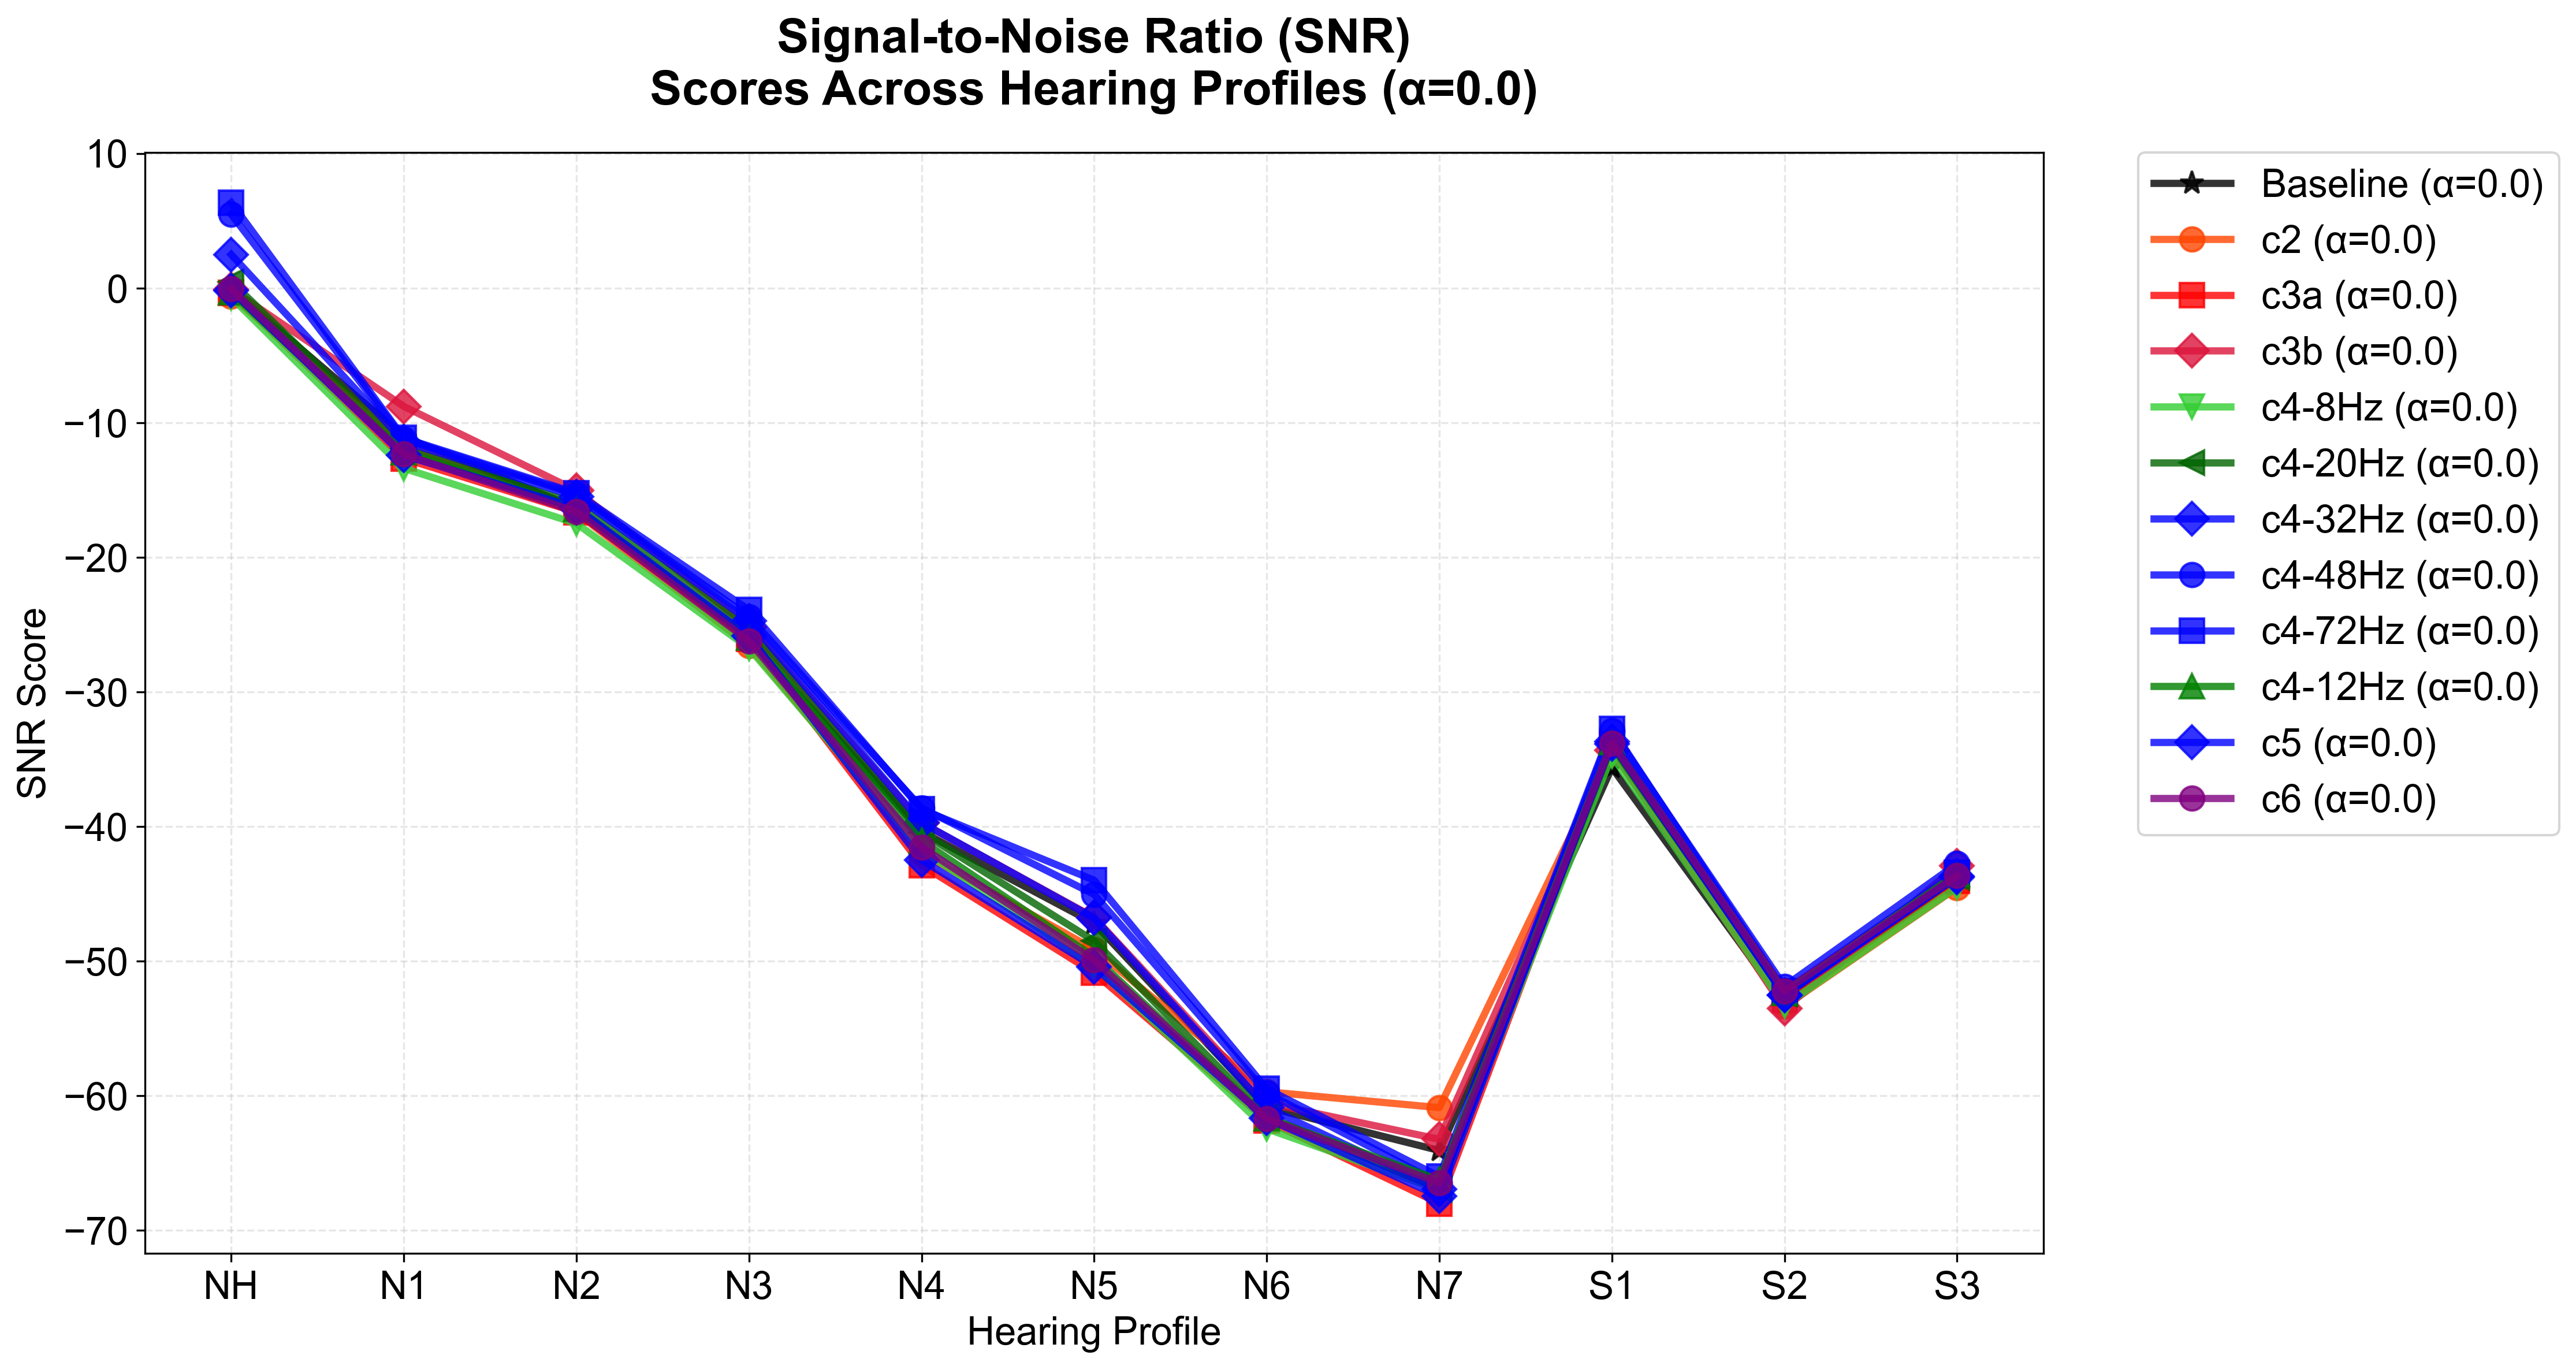 Signal-to-Noise Ratio (SNR)
Scores Across Hearing Profiles (α=0.0)
10
0
−10
−20
−30
−40
−50
−60
−70
SNR Score
NH
N1
N2
N3
N4
N5
N6
N7
S1
S2
S3
Hearing Profile
Baseline (α=0.0)
c2 (α=0.0)
c3a (α=0.0)
c3b (α=0.0)
c4-8Hz (α=0.0)
c4-20Hz (α=0.0)
c4-32Hz (α=0.0)
c4-48Hz (α=0.0)
c4-72Hz (α=0.0)
c4-12Hz (α=0.0)
c5 (α=0.0)
c6 (α=0.0)